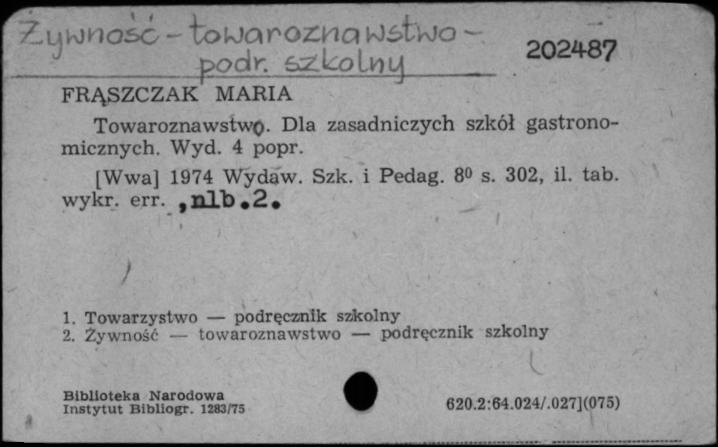 Żywność - towaroznawstwo -
podr. szkolny
202487
FRĄSZCZAK MARIA
Towaroznawstwo. Dla zasadniczych szkół gastrono-
micznych. Wyd. 4 popr.
[Wwa] 1974 Wydaw. Szk. i Pedag. 8⁰ s. 302, il. tab.
wykr. err. ,nlb.2.
1. Towarzystwo — podręcznik szkolny
2. Żywność — towaroznawstwo — podręcznik szkolny
Biblioteka Narodowa
Instytut Bibliogr. 1283/75
620.2:64.024/.027](075)